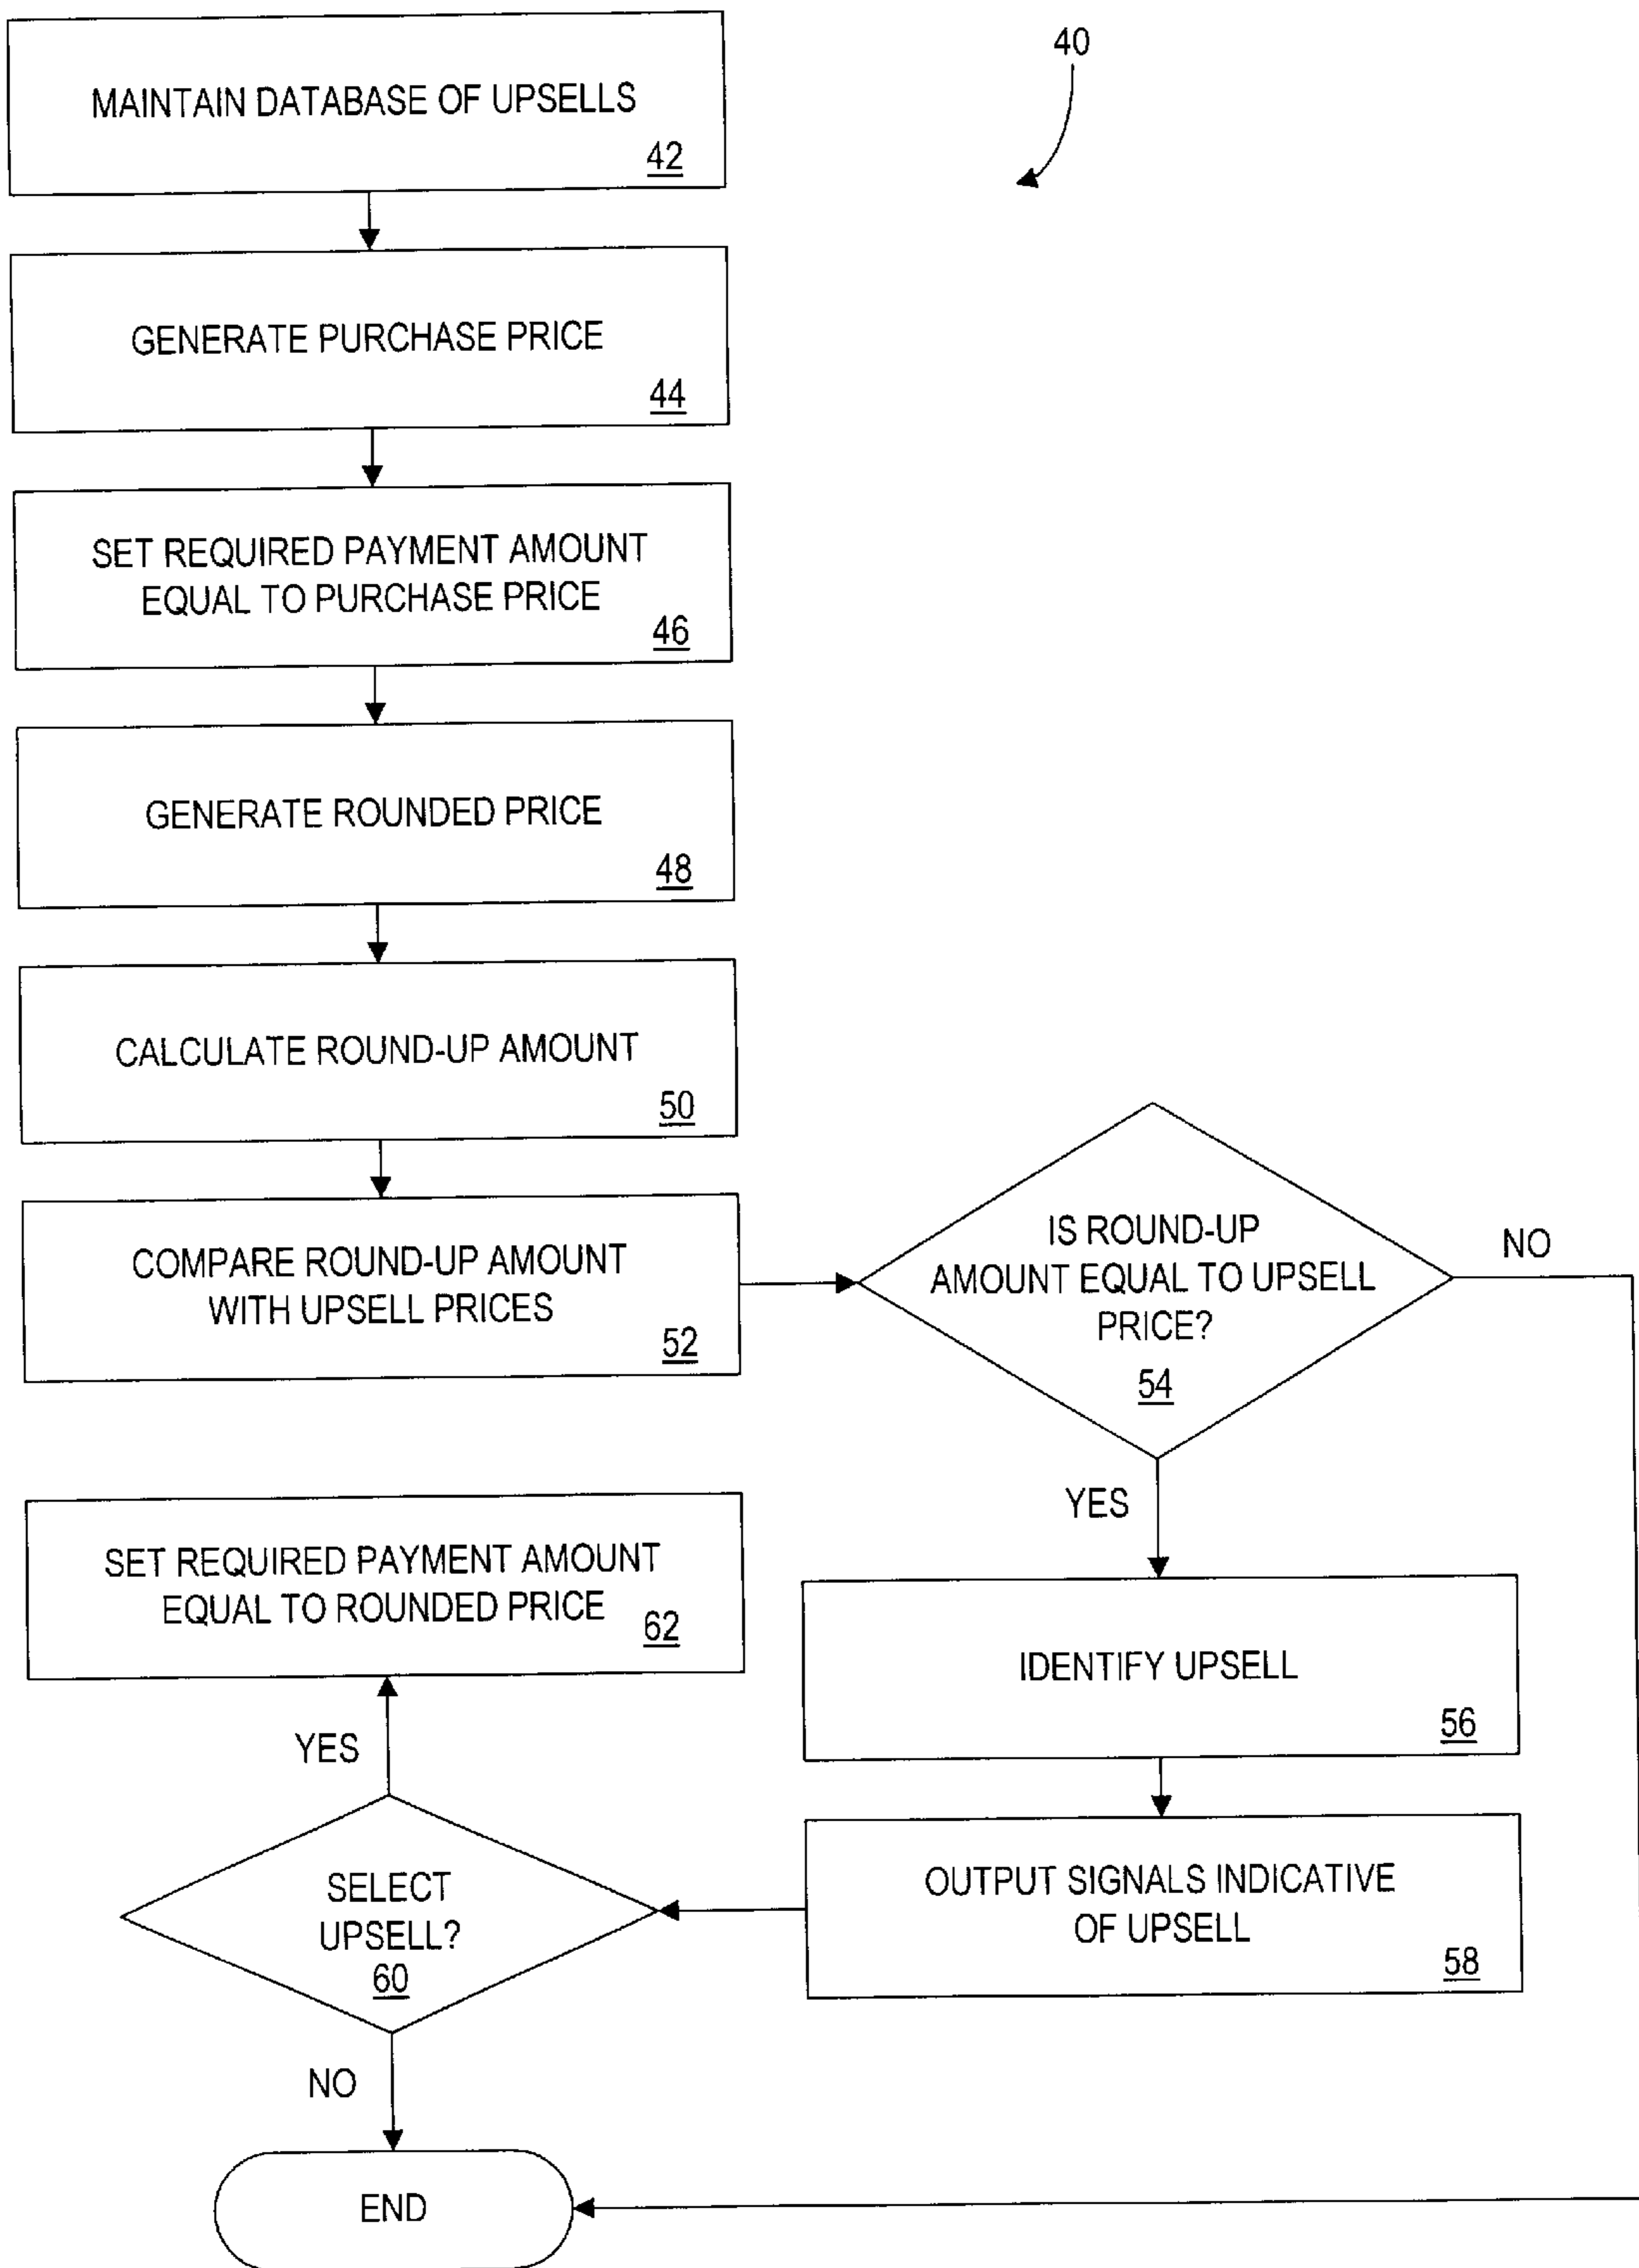 40
MAINTAIN DATABASE OF UPSELLS
42
GENERATE PURCHASE PRICE
44
SET REQUIRED PAYMENT AMOUNT
EQUAL TO PURCHASE PRICE
46
GENERATE ROUNDED PRICE
48
CALCULATE ROUND-UP AMOUNT
50
COMPARE ROUND-UP AMOUNT
WITH UPSELL PRICES
52
IS ROUND-UP
AMOUNT EQUAL TO UPSELL
PRICE?
54
NO
YES
IDENTIFY UPSELL
56
OUTPUT SIGNALS INDICATIVE
OF UPSELL
58
SELECT
UPSELL?
60
YES
SET REQUIRED PAYMENT AMOUNT
EQUAL TO ROUNDED PRICE
62
NO
END